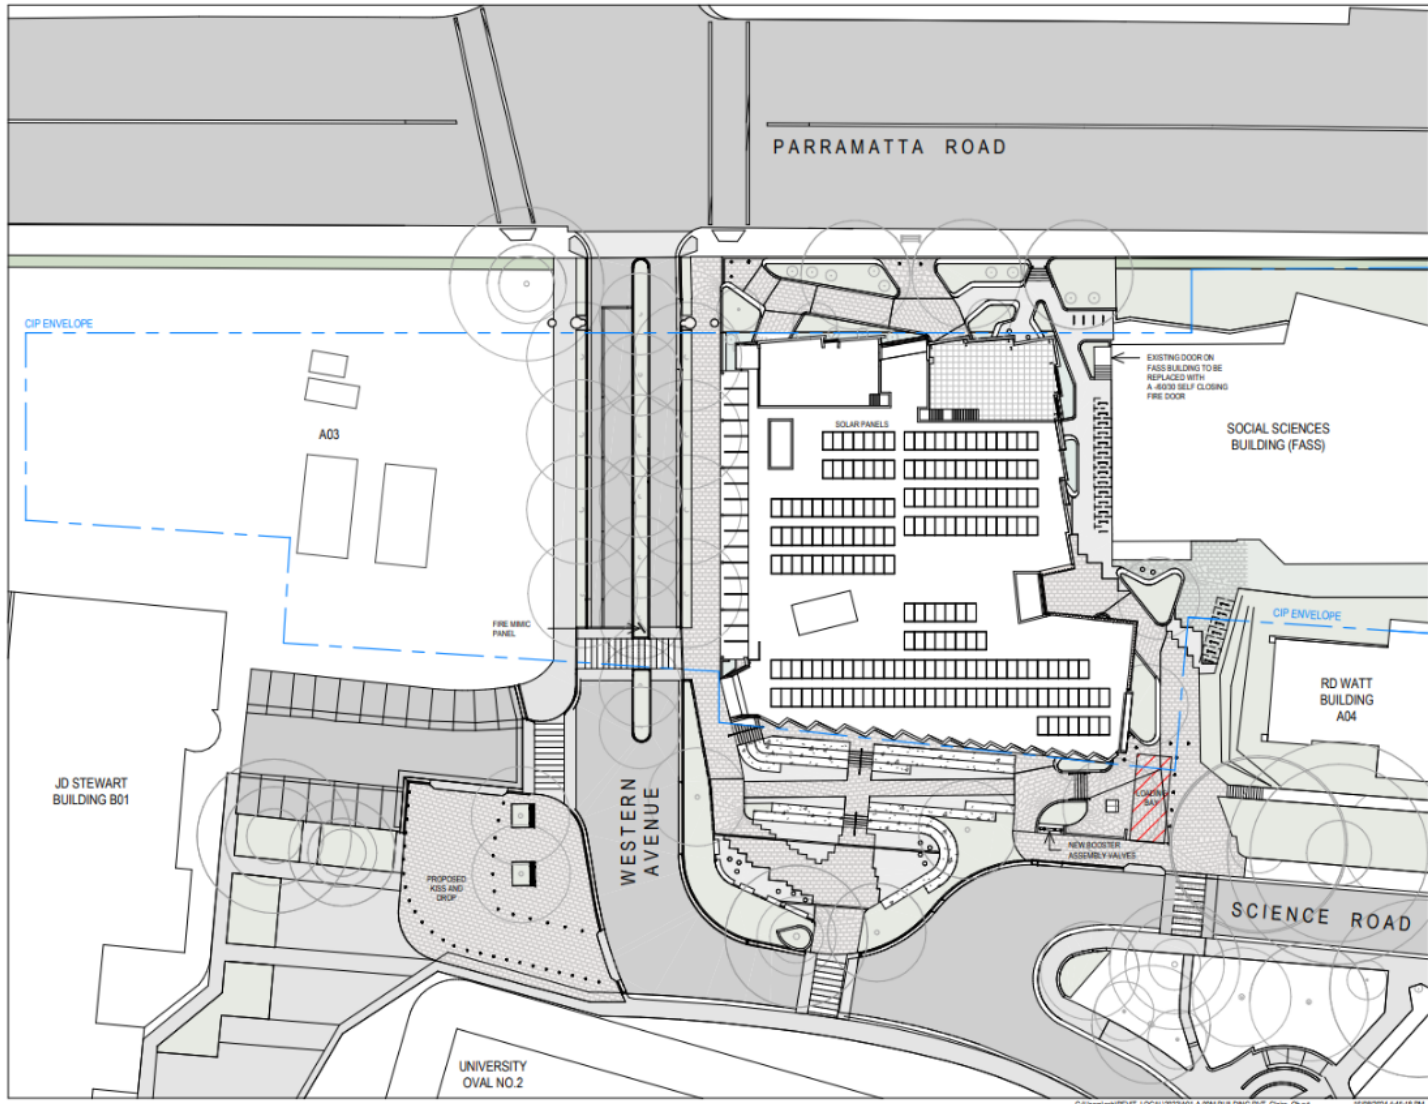 PARRAMATTA ROAD
CIP ENVELOPE
EXISTING DOOR ON
FASS BUILDING TO BE
REPLACED WITH
A -/60/30 SELF CLOSING
FIRE DOOR
A03
SOLAR PANELS
SOCIAL SCIENCES
BUILDING (FASS)
FIRE MIMIC
PANEL
CIP ENVELOPE
RD WATT
BUILDING
A04
JD STEWART
BUILDING B01
WESTERN
AVENUE
LOADING
BAY
NEW BOOSTER
ASSEMBLY VALVES
PROPOSED
KISS AND
DROP
SCIENCE ROAD
UNIVERSITY
OVAL NO.2